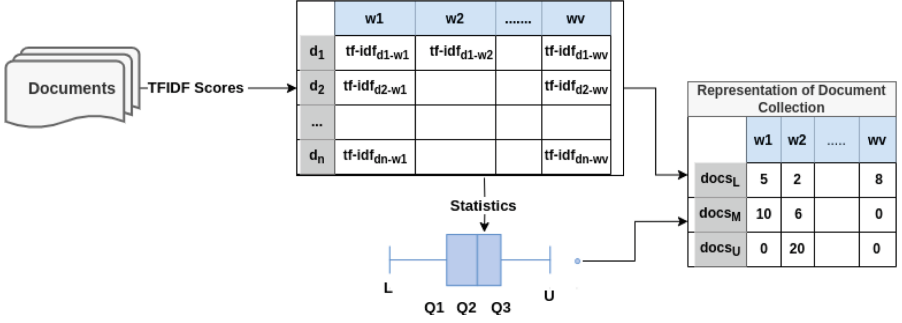 Documents
TFIDF Scores
w1 w2 ....... wv
d1 tf-idfd1-w1 tf-idfd1-w2 tf-idfd1-wv
d2 tf-idfd2-w1 tf-idfd2-wv
...
dn tf-idfdn-w1 tf-idfdn-wv
Statistics
L
Q1 Q2 Q3
U
Representation of Document
Collection
w1 w2 ..... wv
docsL 5 2 8
docsM 10 6 0
docsU 0 20 0